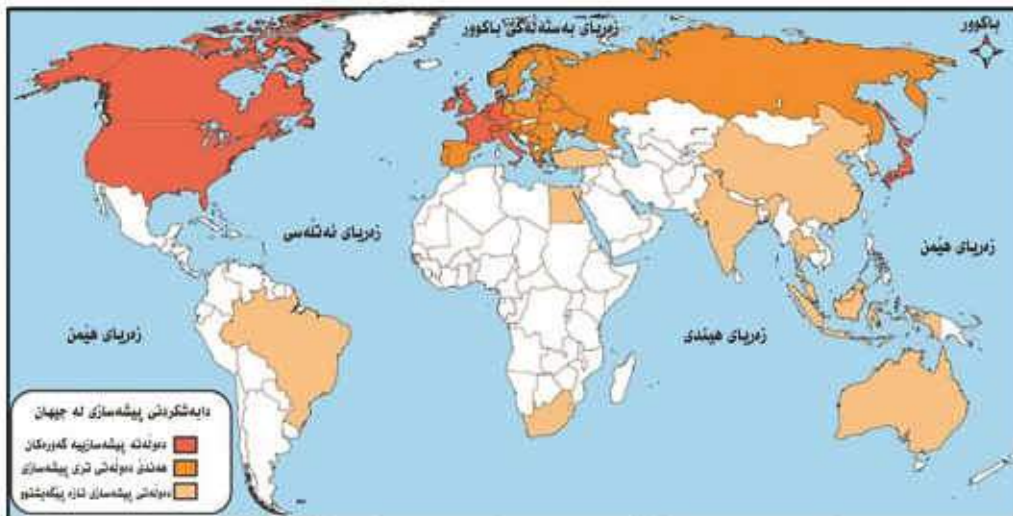 زەریای بەستەڵەکی باکوور
باکوور
زەریای ئەتڵەسی
زەریای هێمن
زەریای هیندی
زەریای هێمن
دابەشکردنی پیشەسازی لە جیهان
دەوڵەتە پیشەسازییە گەورەکان
هەندێ دەوڵەتی تری پیشەسازی
دەوڵەتی پیشەسازی تازە پێگەیشتوو